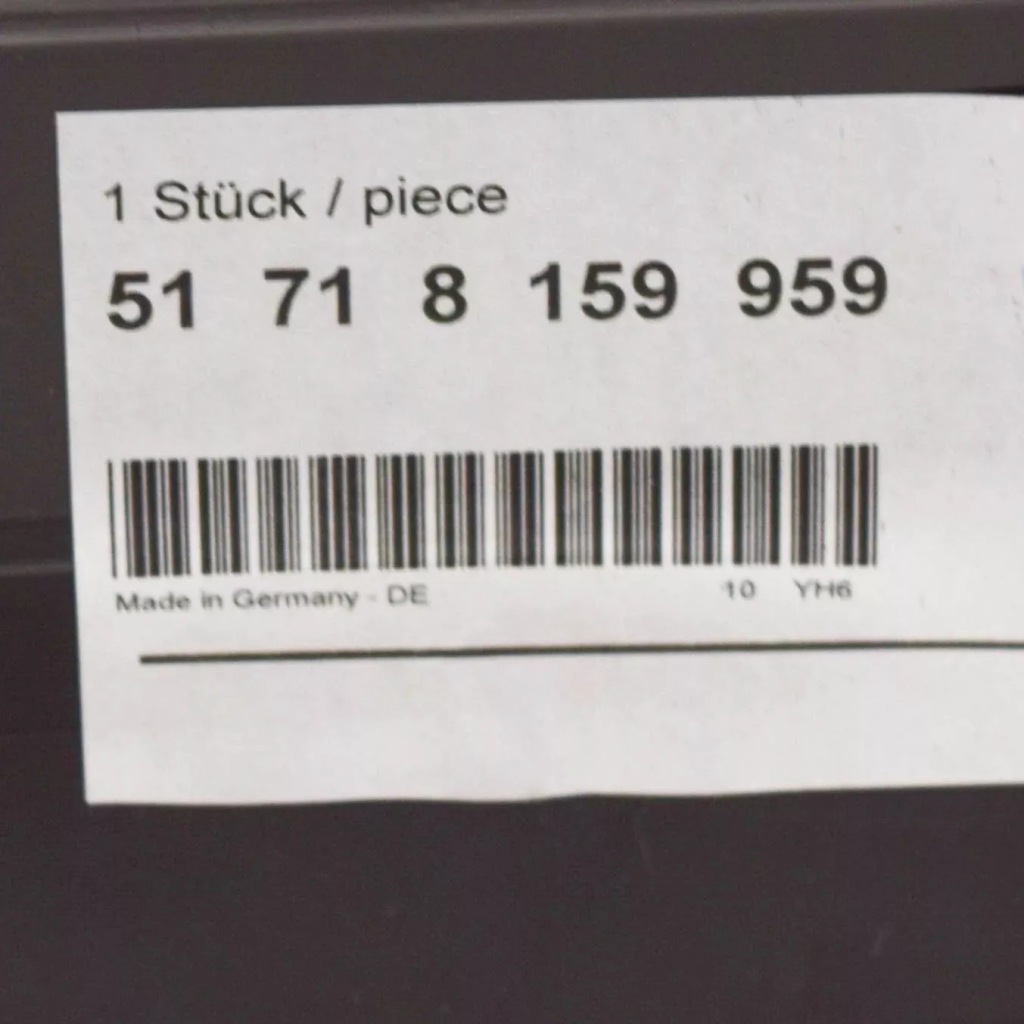 1 Stück / piece
51 71 8 159 959
Made in Germany - DE 10 YH6